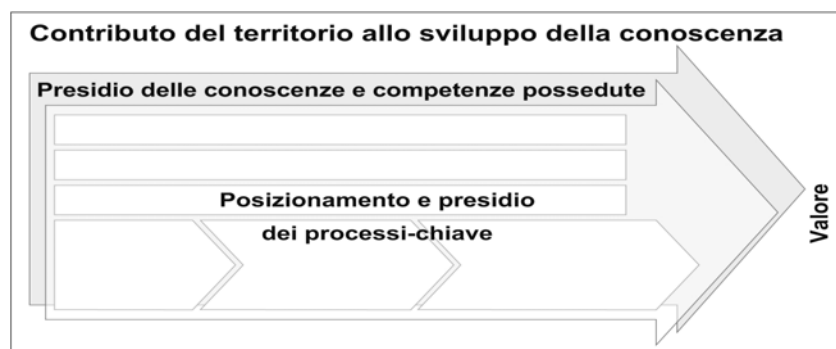 Contributo del territorio allo sviluppo della conoscenza
Presidio delle conoscenze e competenze possedute
Posizionamento e presidio
dei processi-chiave
Valore